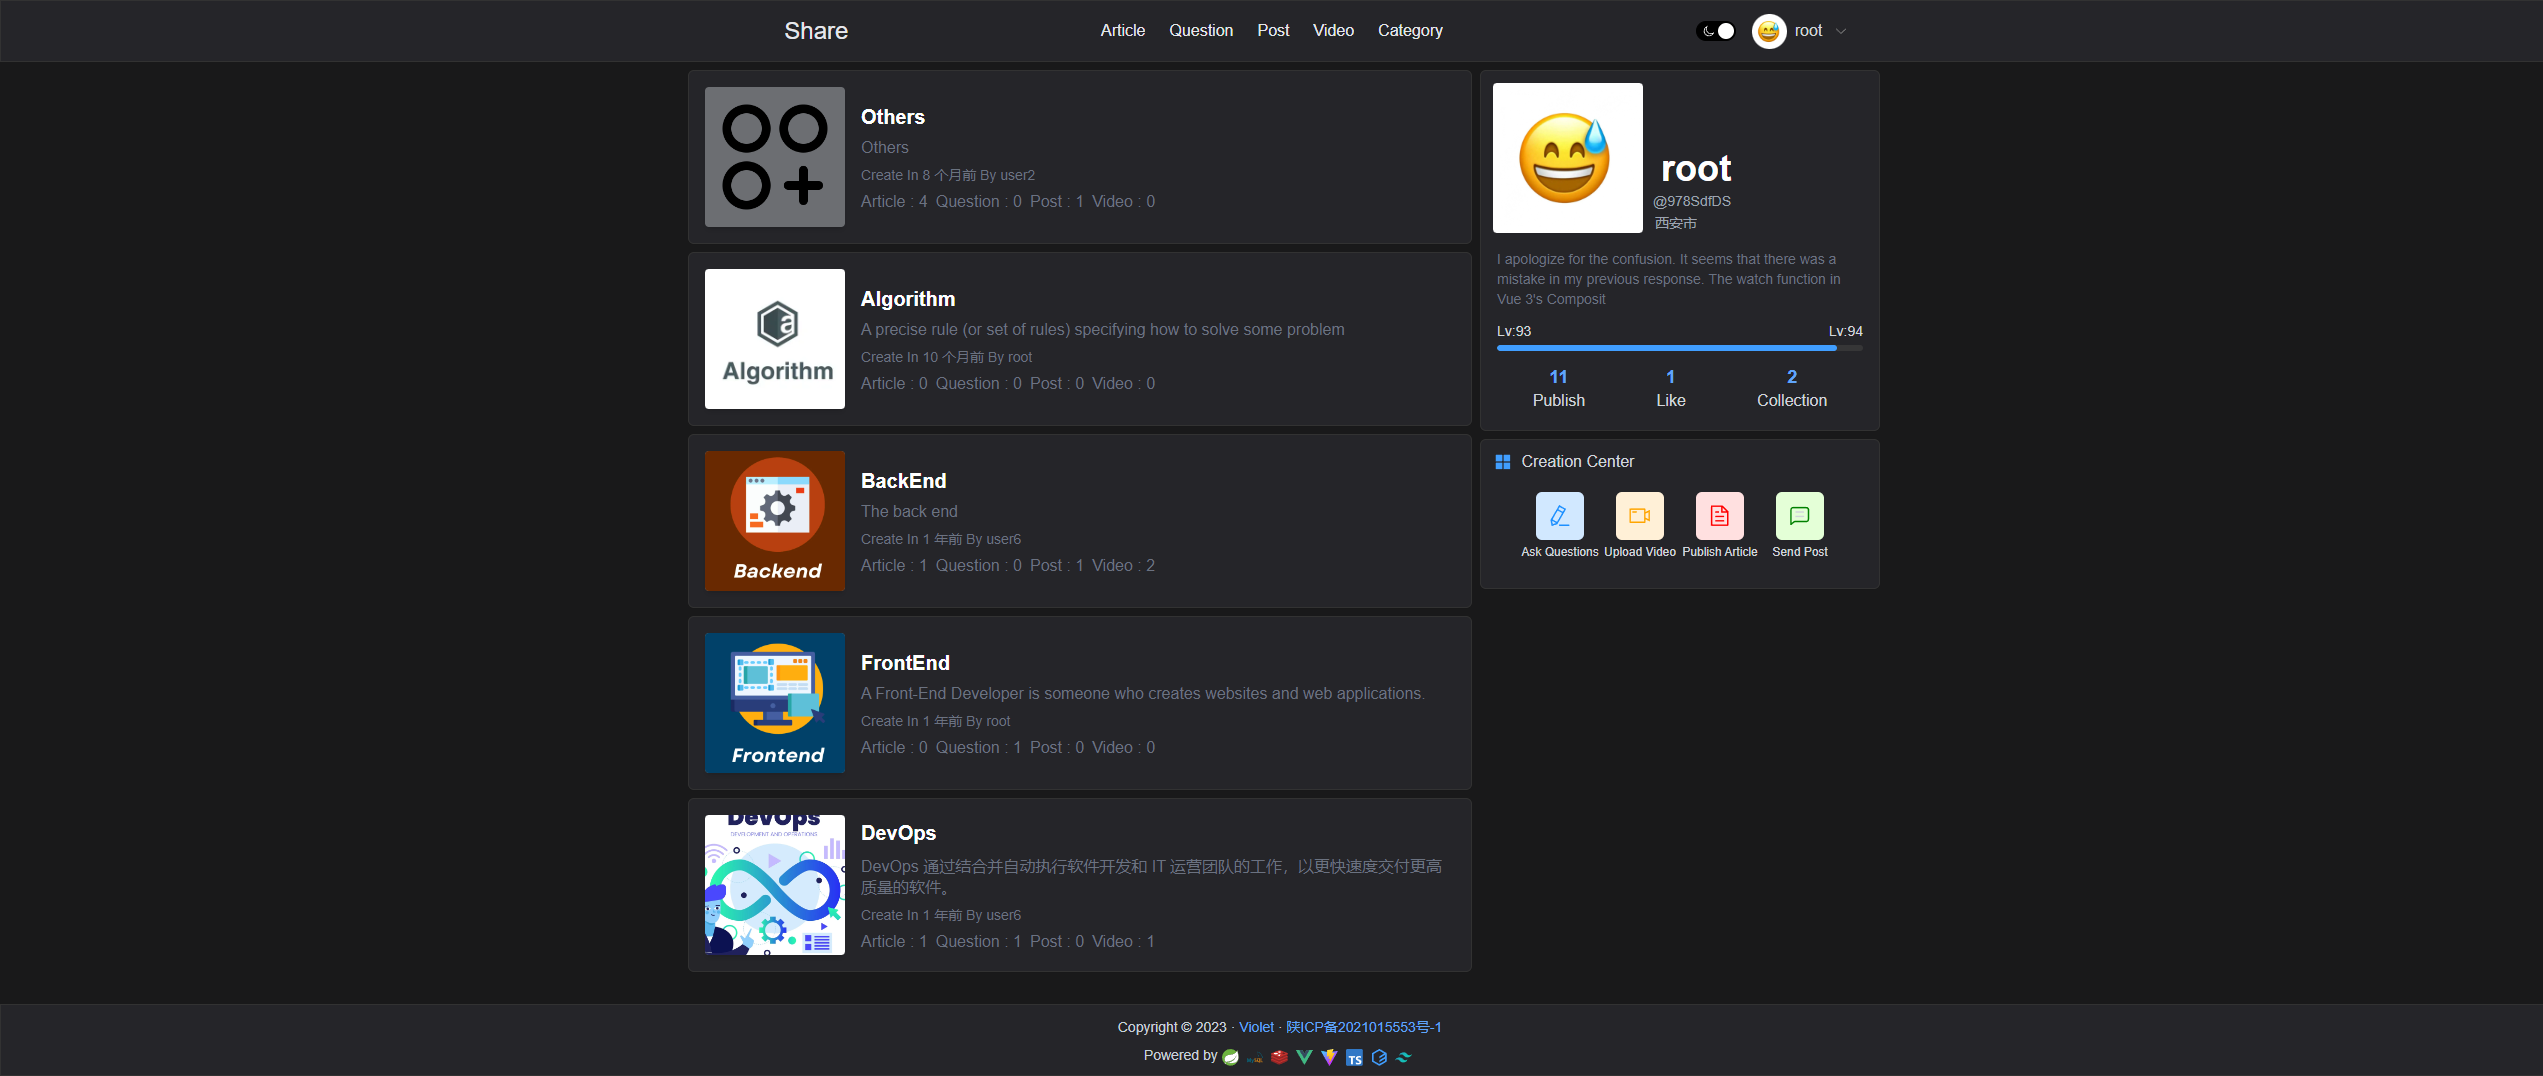 Share
Article Question Post Video Category
root
Others
Others
Create In 8 个月前 By user2
Article : 4 Question : 0 Post : 1 Video : 0
Algorithm
Algorithm
A precise rule (or set of rules) specifying how to solve some problem
Create In 10 个月前 By root
Article : 0 Question : 0 Post : 0 Video : 0
Backend
BackEnd
The back end
Create In 1 年前 By user6
Article : 1 Question : 0 Post : 1 Video : 2
Frontend
FrontEnd
A Front-End Developer is someone who creates websites and web applications.
Create In 1 年前 By root
Article : 0 Question : 1 Post : 0 Video : 0
DevOps
DEVELOPMENT AND OPERATIONS
DevOps
DevOps 通过结合并自动执行软件开发和 IT 运营团队的工作，以更快速度交付更高
质量的软件。
Create In 1 年前 By user6
Article : 1 Question : 1 Post : 0 Video : 1
root
@978SdfDS
西安市
I apologize for the confusion. It seems that there was a
mistake in my previous response. The watch function in
Vue 3's Composit
Lv:93 Lv:94
11 1 2
Publish Like Collection
Creation Center
Ask Questions Upload Video Publish Article Send Post
Copyright © 2023 · Violet · 陕ICP备2021015553号-1
Powered by
TS